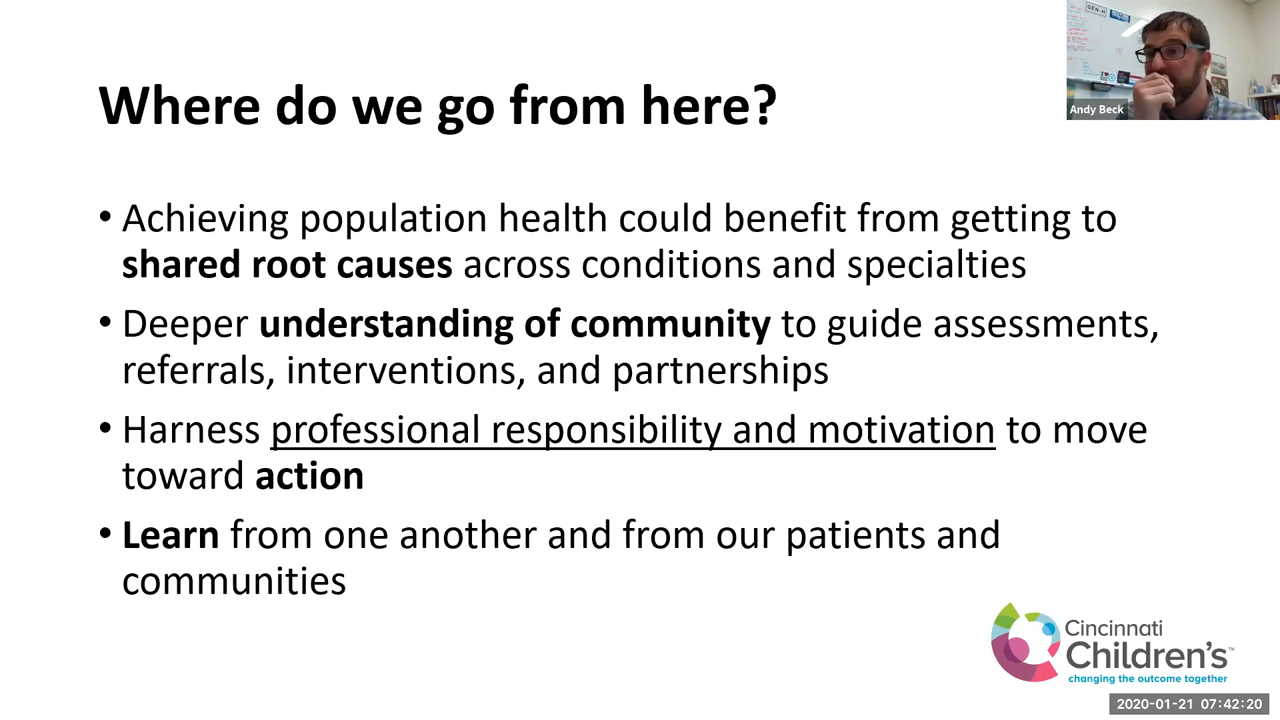 Where do we go from here?
GEN-H
Andy Beck
• Achieving population health could benefit from getting to
shared root causes across conditions and specialties
• Deeper understanding of community to guide assessments,
referrals, interventions, and partnerships
• Harness professional responsibility and motivation to move
toward action
• Learn from one another and from our patients and
communities
Cincinnati
Children's™
changing the outcome together
2020-01-21 07:42:20